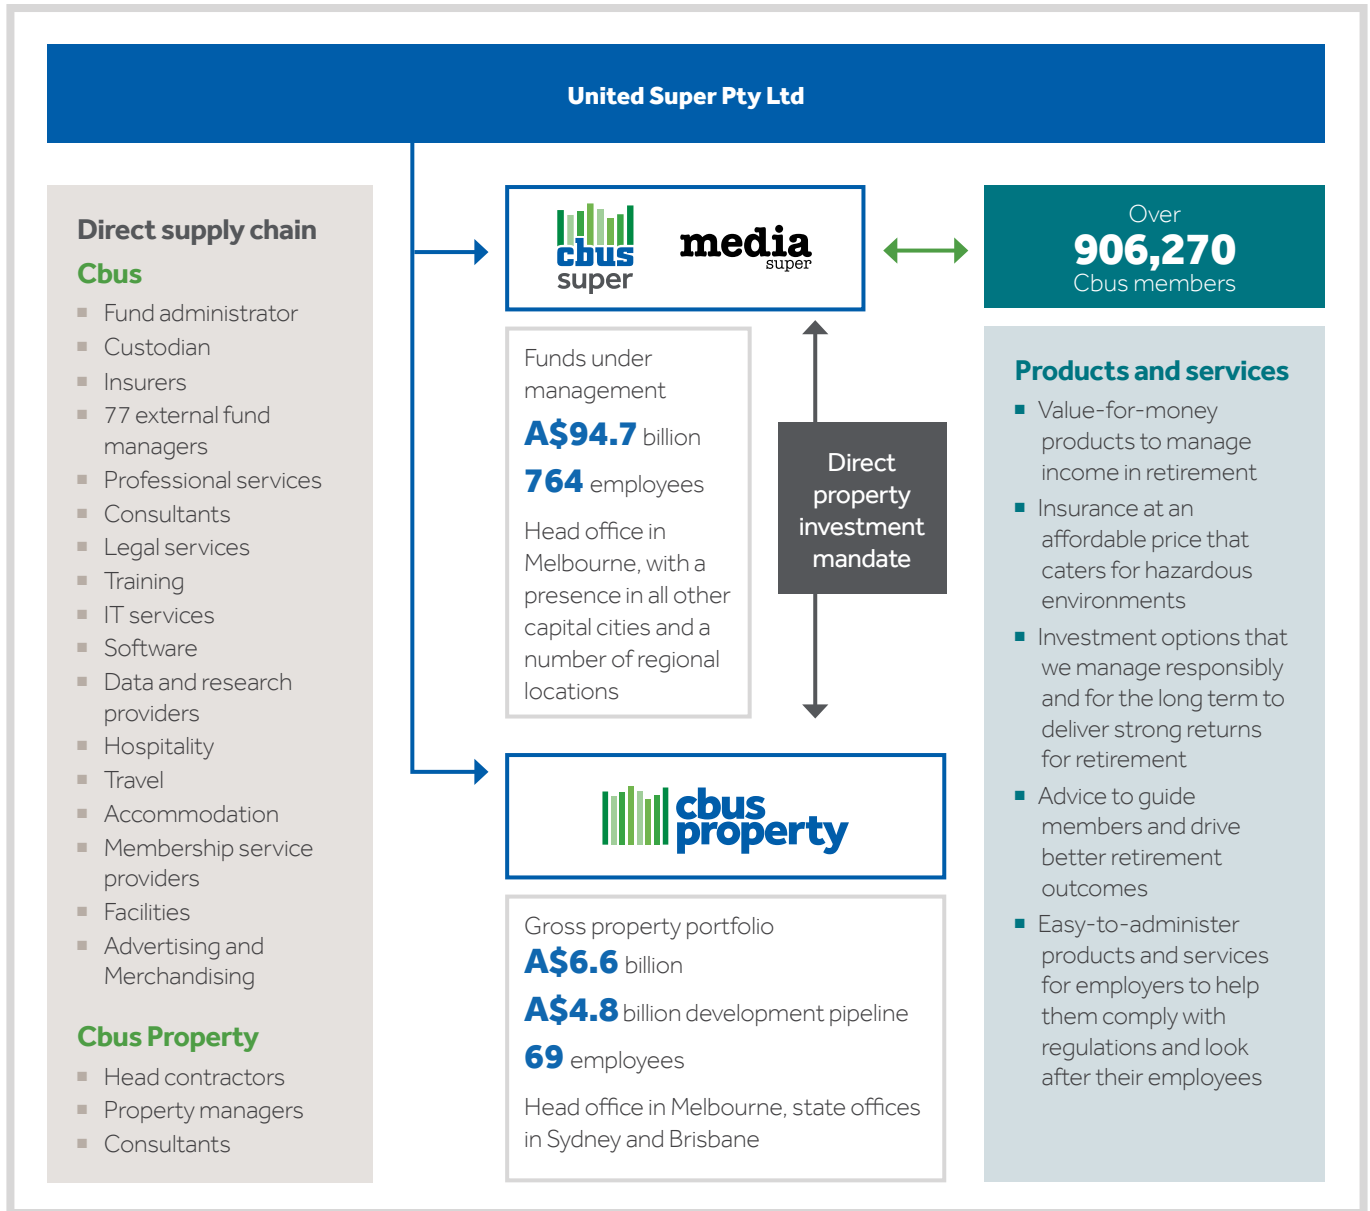 United Super Pty Ltd
Direct supply chain
Cbus
Fund administrator
Custodian
Insurers
77 external fund
managers
Professional services
Consultants
Legal services
Training
IT services
Software
Data and research
providers
Hospitality
Travel
Accommodation
Membership service
providers
Facilities
Advertising and
Merchandising
Cbus Property
Head contractors
Property managers
Consultants
cbus
super
media
super
Funds under
management
A$94.7 billion
764 employees
Head office in
Melbourne, with a
presence in all other
capital cities and a
number of regional
locations
Direct
property
investment
mandate
cbus
property
Gross property portfolio
A$6.6 billion
A$4.8 billion development pipeline
69 employees
Head office in Melbourne, state offices
in Sydney and Brisbane
Over
906,270
Cbus members
Products and services
Value-for-money
products to manage
income in retirement
Insurance at an
affordable price that
caters for hazardous
environments
Investment options that
we manage responsibly
and for the long term to
deliver strong returns
for retirement
Advice to guide
members and drive
better retirement
outcomes
Easy-to-administer
products and services
for employers to help
them comply with
regulations and look
after their employees